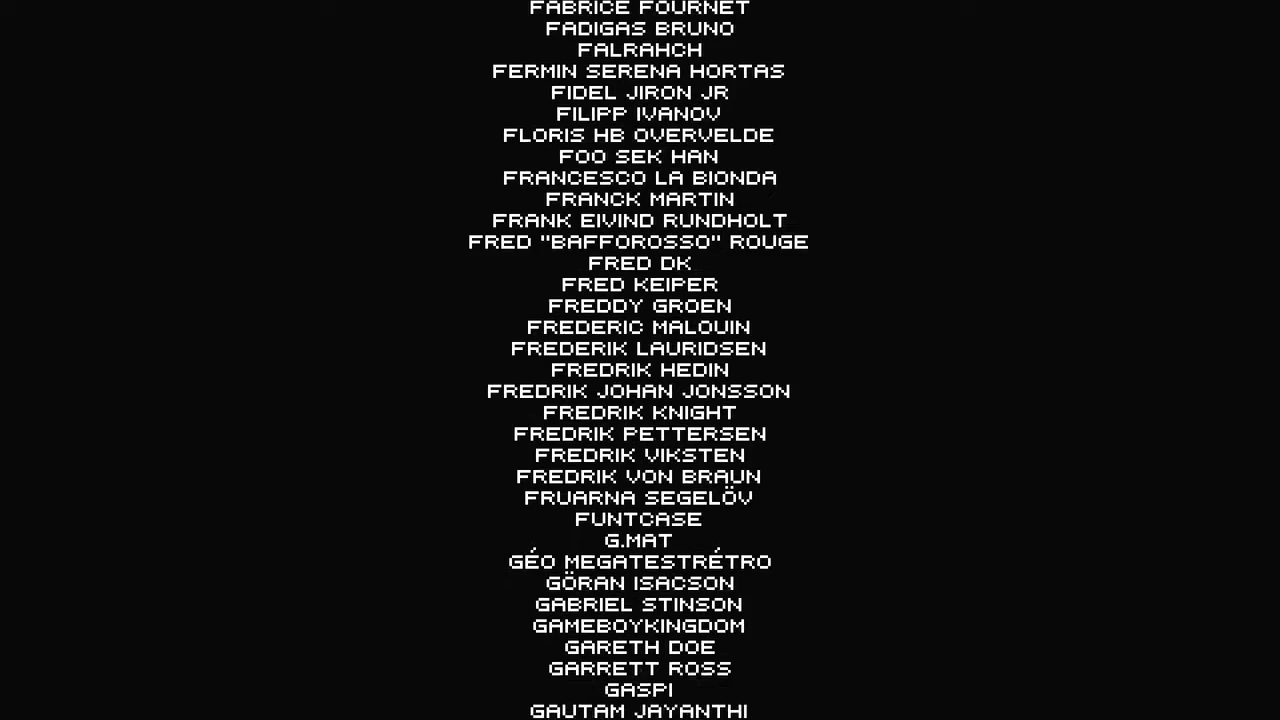 FABRICE FOURNET
FADIGAS BRUNO
FALRAHCH
FERMIN SERENA HORTAS
FIDEL JIRON JR
FILIPP IVANOV
FLORIS HB OVERVELDE
FOO SEK HAN
FRANCESCO LA BIONDA
FRANCK MARTIN
FRANK EIVIND RUNDHOLT
FRED "BAFFOROSSO" ROUGE
FRED DK
FRED KEIPER
FREDDY GROEN
FREDERIC MALOUIN
FREDERIK LAURIDSEN
FREDRIK HEDIN
FREDRIK JOHAN JONSSON
FREDRIK KNIGHT
FREDRIK PETTERSEN
FREDRIK VIKSTEN
FREDRIK VON BRAUN
FRUARNA SEGELÖV
FUNTCASE
G.MAT
GÉO MEGATESTRÉTRO
GÖRAN ISACSON
GABRIEL STINSON
GAMEBOYKINGDOM
GARETH DOE
GARRETT ROSS
GASPI
GAUTAM JAYANTHI